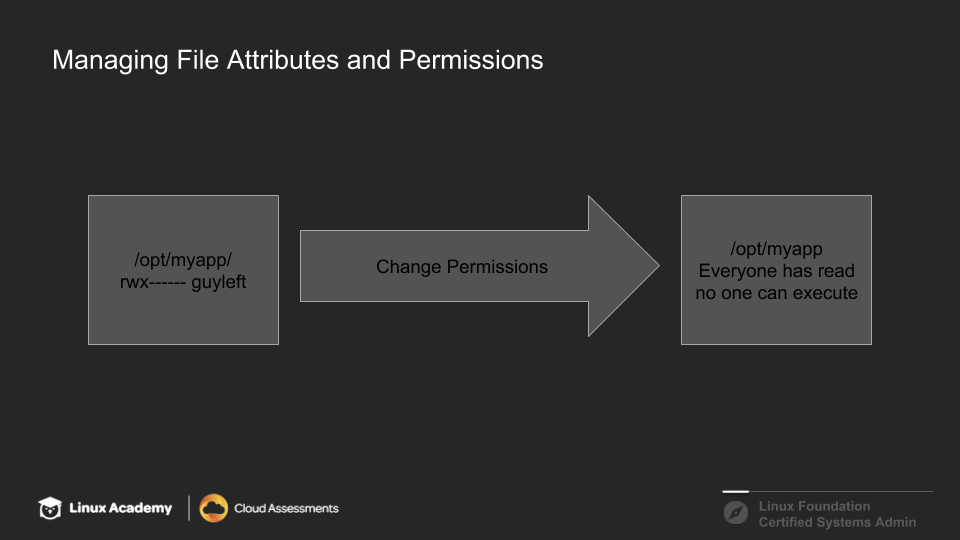 Managing File Attributes and Permissions
/opt/myapp/
rwx------ guyleft
Change Permissions
/opt/myapp
Everyone has read
no one can execute
Linux Academy
Cloud Assessments
Linux Foundation
Certified Systems Admin